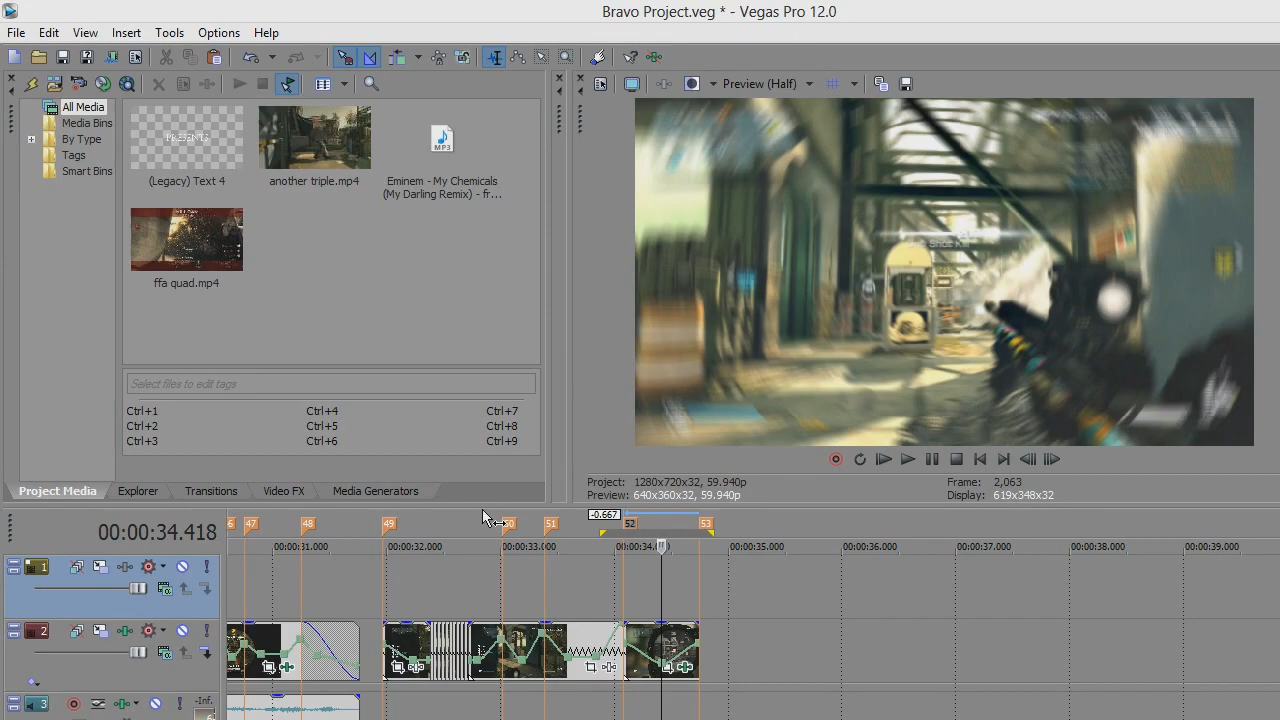 Bravo Project.veg * - Vegas Pro 12.0
File Edit View Insert Tools Options Help
All Media
Media Bins
By Type
Tags
Smart Bins
PRESENTS
(Legacy) Text 4
another triple.mp4
MP3
Eminem - My Chemicals
(My Darling Remix) - fr...
ffa quad.mp4
Select files to edit tags
Ctrl+1 Ctrl+4 Ctrl+7
Ctrl+2 Ctrl+5 Ctrl+8
Ctrl+3 Ctrl+6 Ctrl+9
Project Media Explorer Transitions Video FX Media Generators
Preview (Half)
Project: 1280x720x32, 59.940p
Preview: 640x360x32, 59.940p
Frame: 2,063
Display: 619x348x32
00:00:34.418
-0.667
47 48 49 50 51 52 53
00:00:31.000 00:00:32.000 00:00:33.000 00:00:34.0 00:00:35.000 00:00:36.000 00:00:37.000 00:00:38.000 00:00:39.000
1
2
3
-Inf.